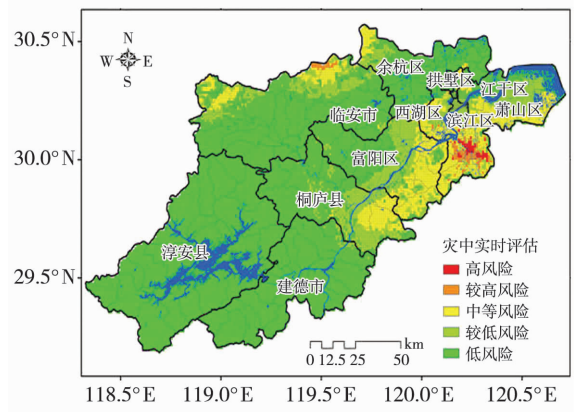 30.5°N
30.0°N
29.5°N
N
W E
S
余杭区
拱墅区
江干区
临安市
西湖区
滨江区
萧山区
富阳区
桐庐县
淳安县
建德市
灾中实时评估
高风险
较高风险
中等风险
较低风险
低风险
km
0 12.5 25 50
118.5°E 119.0°E 119.5°E 120.0°E 120.5°E